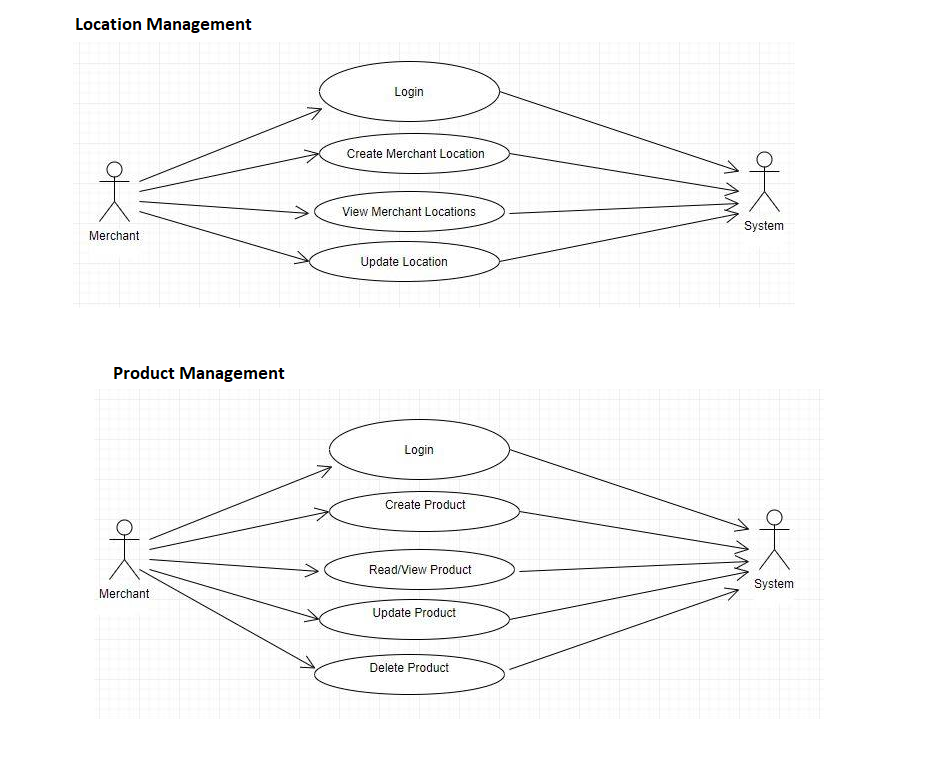 Location Management
Login
Create Merchant Location
View Merchant Locations
Update Location
Merchant
System
Product Management
Login
Create Product
Read/View Product
Update Product
Delete Product
Merchant
System